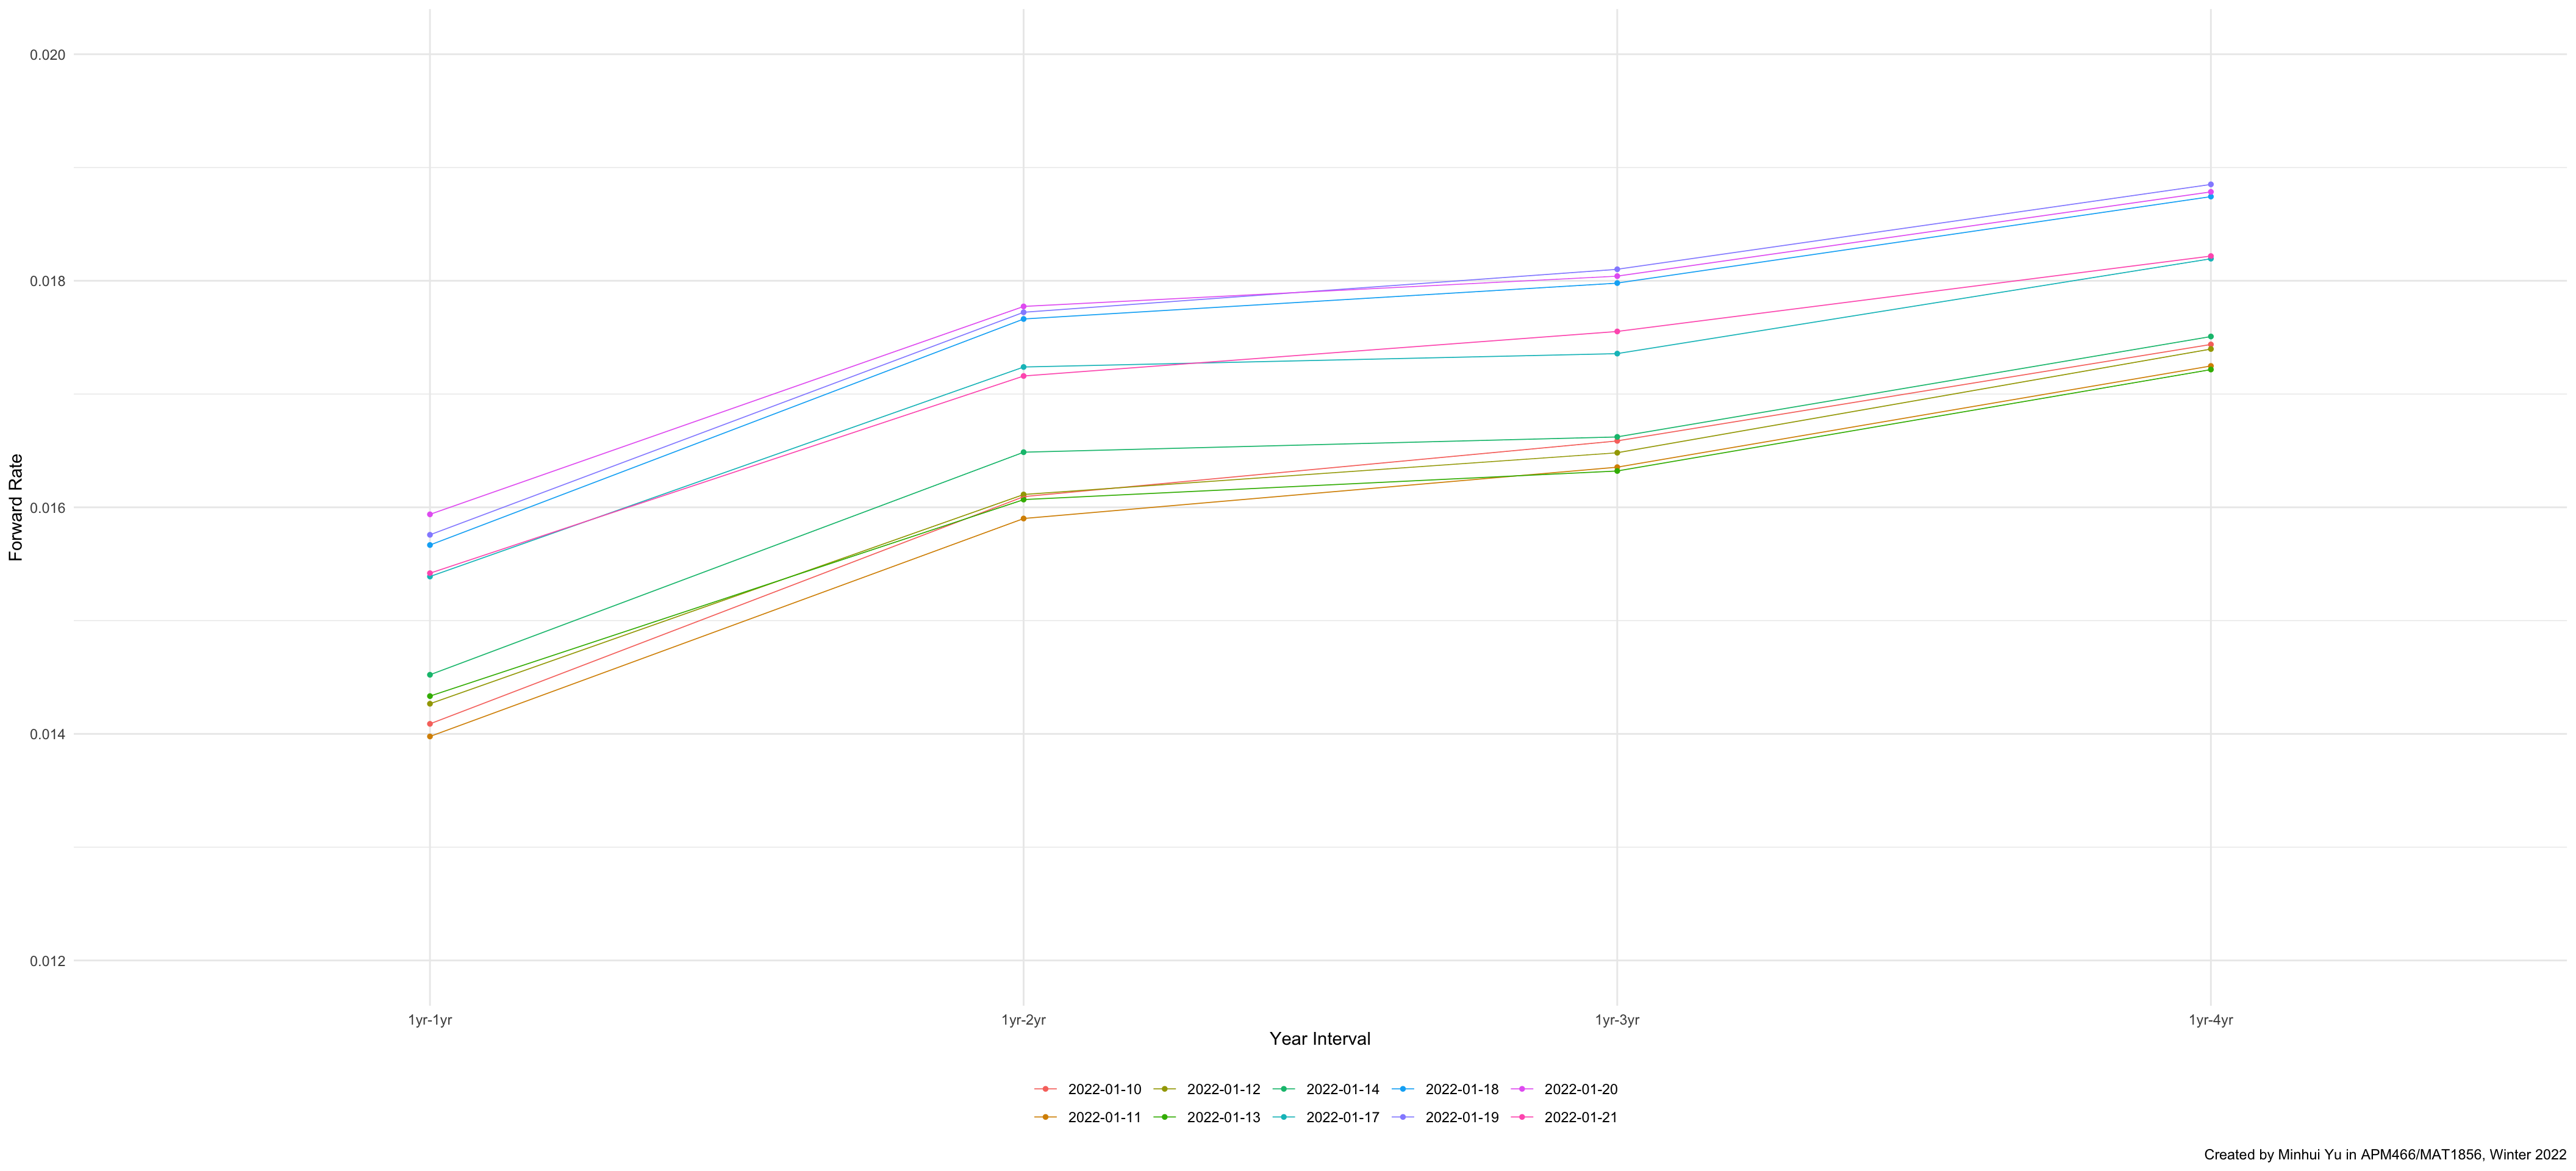 0.020
0.018
0.016
0.014
0.012
Forward Rate
1yr-1yr 1yr-2yr 1yr-3yr 1yr-4yr
Year Interval
2022-01-10 2022-01-12 2022-01-14 2022-01-18 2022-01-20
2022-01-11 2022-01-13 2022-01-17 2022-01-19 2022-01-21
Created by Minhui Yu in APM466/MAT1856, Winter 2022